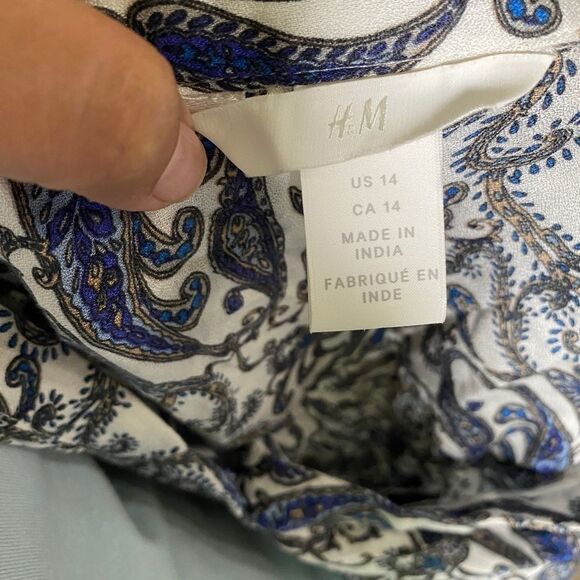 H&M
US 14
CA 14
MADE IN
INDIA
FABRIQUÉ EN
INDE